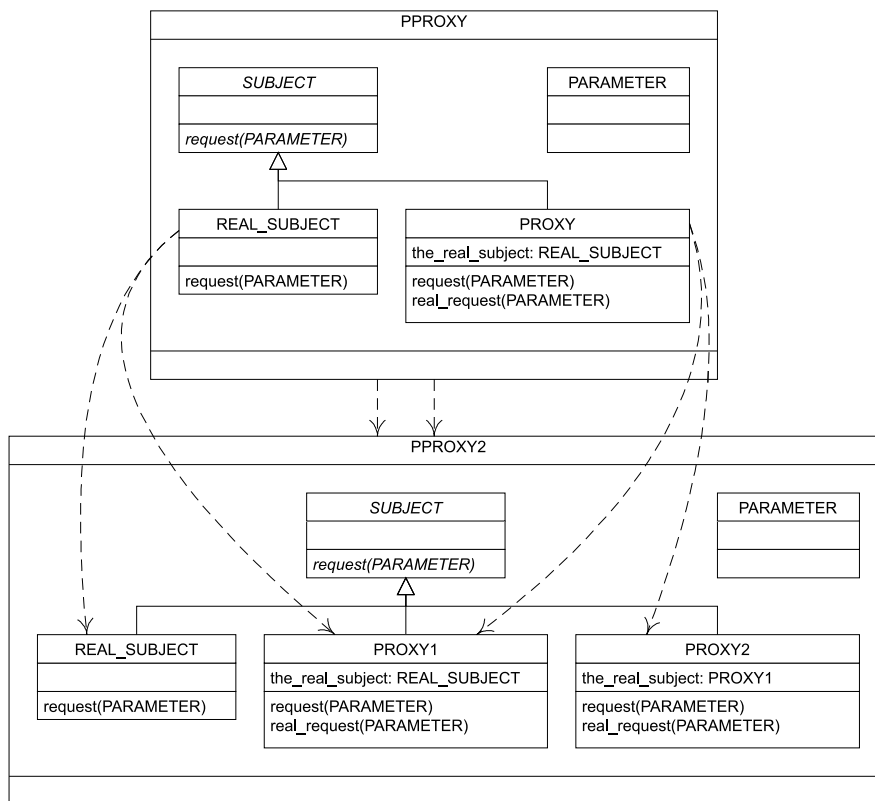 PPROXY
SUBJECT
request(PARAMETER)
PARAMETER
REAL_SUBJECT
request(PARAMETER)
PROXY
the_real_subject: REAL_SUBJECT
request(PARAMETER)
real_request(PARAMETER)
PPROXY2
SUBJECT
request(PARAMETER)
PARAMETER
REAL_SUBJECT
request(PARAMETER)
PROXY1
the_real_subject: REAL_SUBJECT
request(PARAMETER)
real_request(PARAMETER)
PROXY2
the_real_subject: PROXY1
request(PARAMETER)
real_request(PARAMETER)